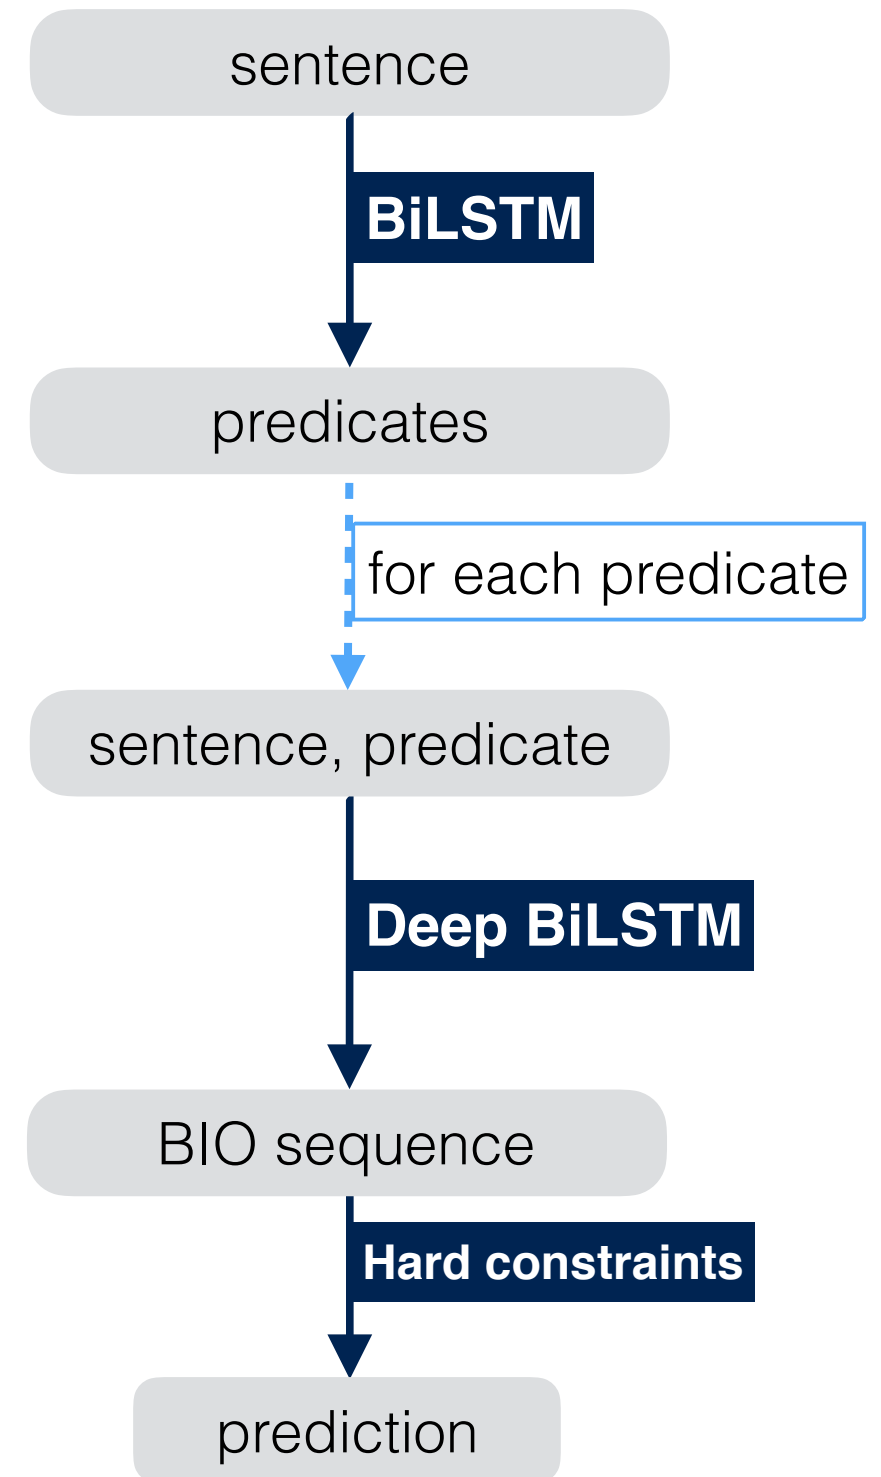 sentence
BiLSTM
predicates
for each predicate
sentence, predicate
Deep BiLSTM
BIO sequence
Hard constraints
prediction